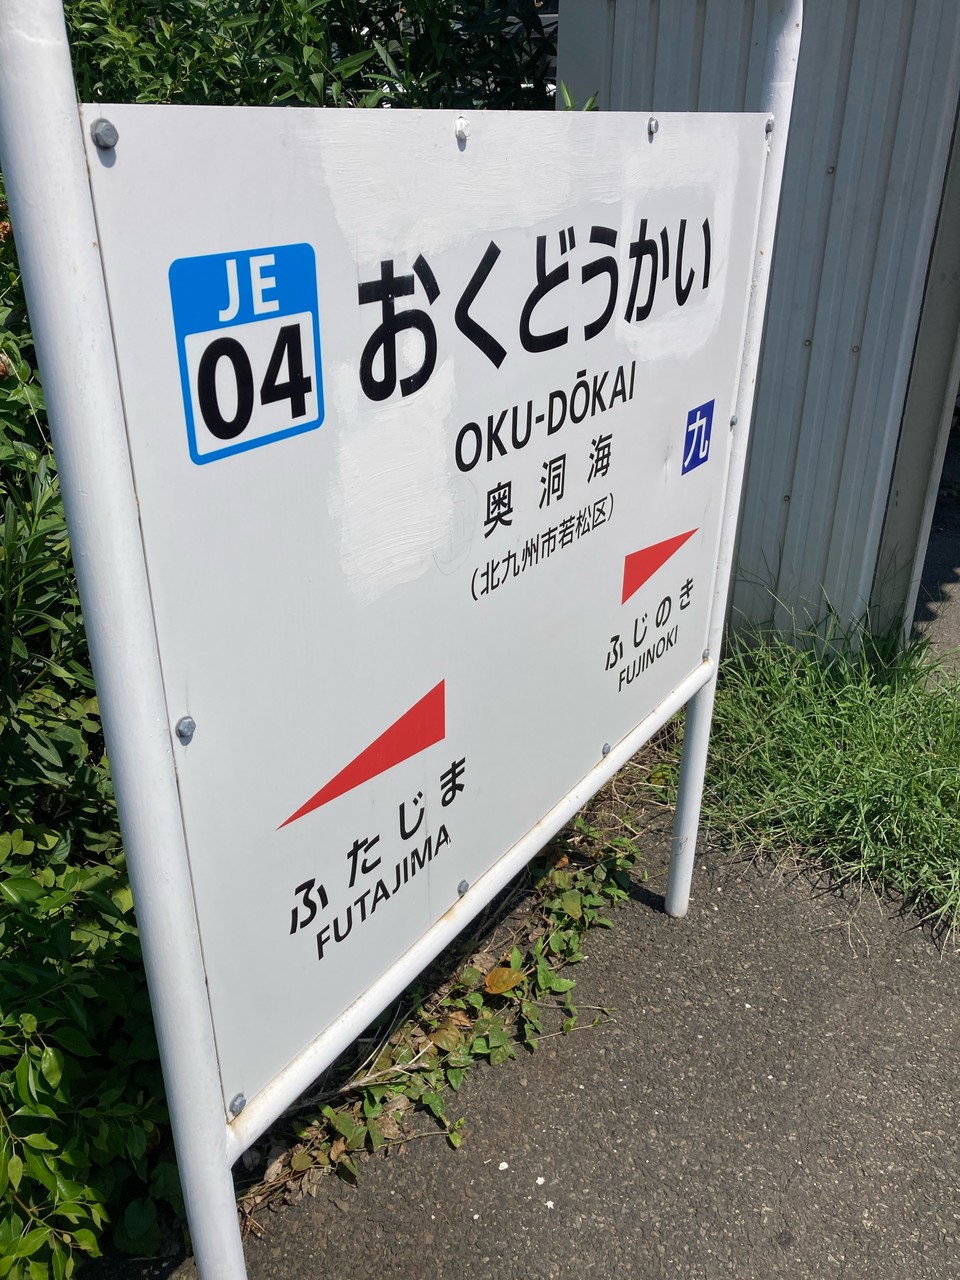 JE
04
おくどうかい
OKU-DŌKAI
九
奥洞海
(北九州市若松区)
ふじのき
FUJINOKI
ふたじま
FUTAJIMA